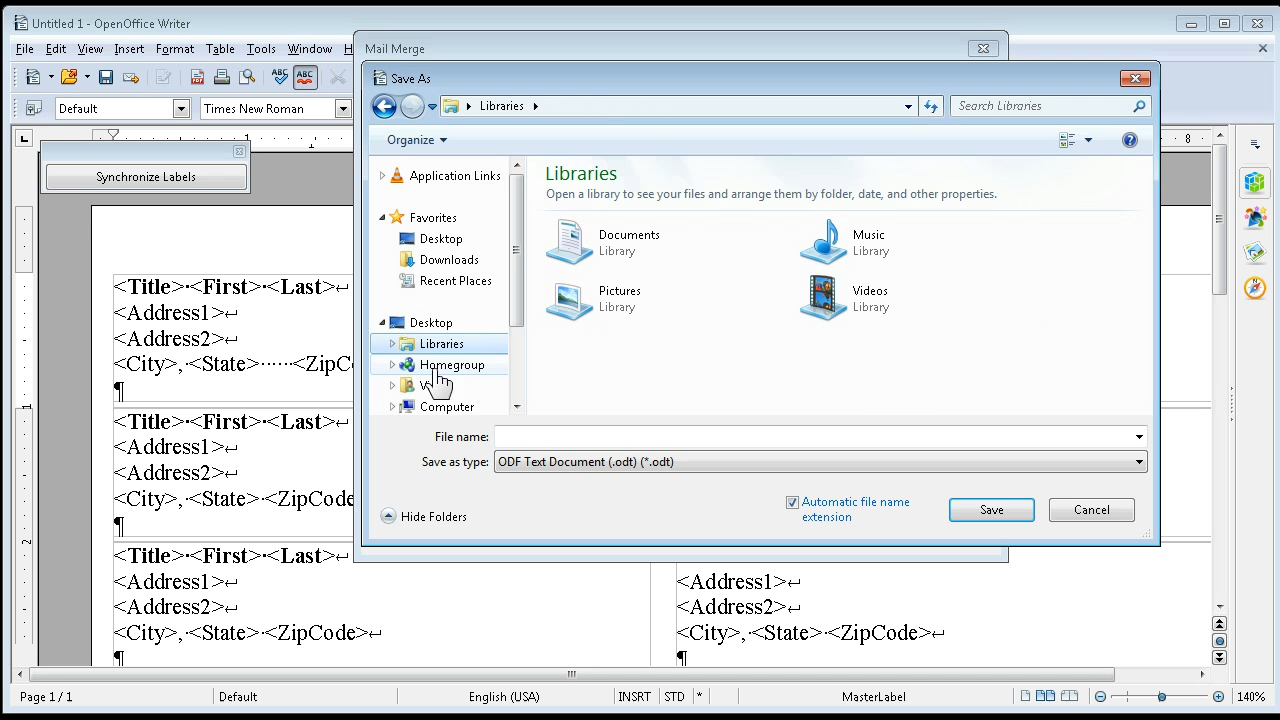 Untitled 1 - OpenOffice Writer
File Edit View Insert Format Table Tools Window H
ABC ABC
Default Times New Roman
1 8
Synchronize Labels
Mail Merge
Save As
Libraries Search Libraries
Organize
Application Links
Favorites
Desktop
Downloads
Recent Places
Desktop
Libraries
Homegroup
V
Computer
Libraries
Open a library to see your files and arrange them by folder, date, and other properties.
Documents
Library
Music
Library
Pictures
Library
Videos
Library
File name:
Save as type: ODF Text Document (.odt) (*.odt)
Hide Folders
Automatic file name
extension
Save Cancel
<Title>·<First>·<Last>↵
<Address1>↵
<Address2>↵
<City>,·<State>······<ZipC
¶
<Title>·<First>·<Last>↵
<Address1>↵
<Address2>↵
<City>,·<State>·<ZipCode
¶
<Title>·<First>·<Last>↵
<Address1>↵
<Address2>↵
<City>,·<State>·<ZipCode>↵
¶
<Address1>↵
<Address2>↵
<City>,·<State>·<ZipCode>↵
¶
1
2
Page 1 / 1 Default English (USA) INSRT STD * MasterLabel 140%